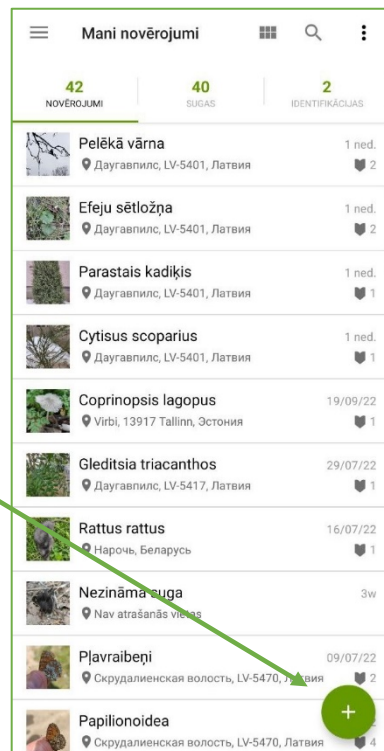 Mani novērojumi
42 40 2
NOVĒROJUMI SUGAS IDENTIFIKĀCIJAS
Pelēkā vārna 1 ned.
Даугавпилс, LV-5401, Латвия 2
Efeju sētložņa 1 ned.
Даугавпилс, LV-5401, Латвия 2
Parastais kadiķis 1 ned.
Даугавпилс, LV-5401, Латвия 1
Cytisus scoparius 1 ned.
Даугавпилс, LV-5401, Латвия 1
Coprinopsis lagopus 19/09/22
Virbi, 13917 Tallinn, Эстония 1
Gleditsia triacanthos 29/07/22
Даугавпилс, LV-5417, Латвия 1
Rattus rattus 16/07/22
Нарочь, Беларусь 1
Nezināma suga 3w
Nav atrašanās vietas
Pļavraibeņi 09/07/22
Скрудалиенская волость, LV-5470, Латвия 2
Papilionoidea
Скрудалиенская волость, LV-5470, Латвия 4